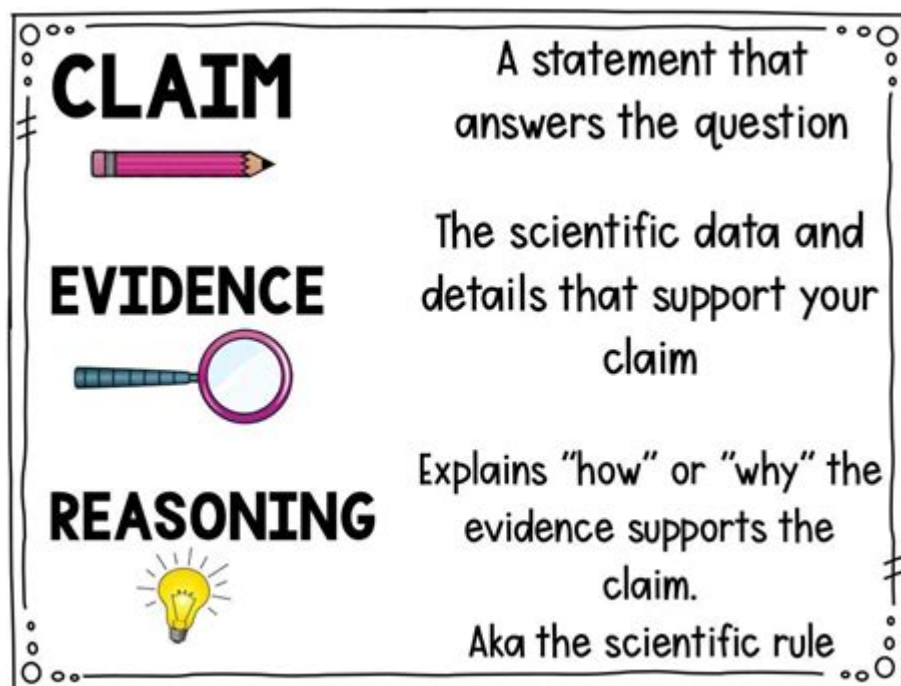 CLAIM
A statement that
answers the question
EVIDENCE
The scientific data and
details that support your
claim
REASONING
Explains "how" or "why" the
evidence supports the
claim.
Aka the scientific rule